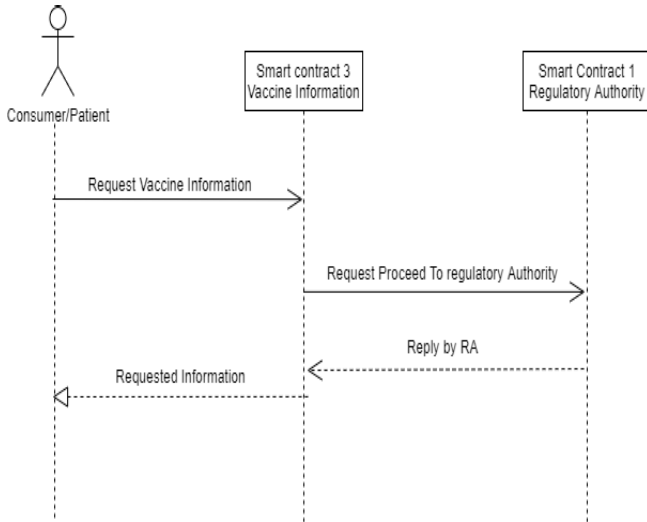 Consumer/Patient
Smart contract 3
Vaccine Information
Smart Contract 1
Regulatory Authority
Request Vaccine Information
Request Proceed To regulatory Authority
Reply by RA
Requested Information